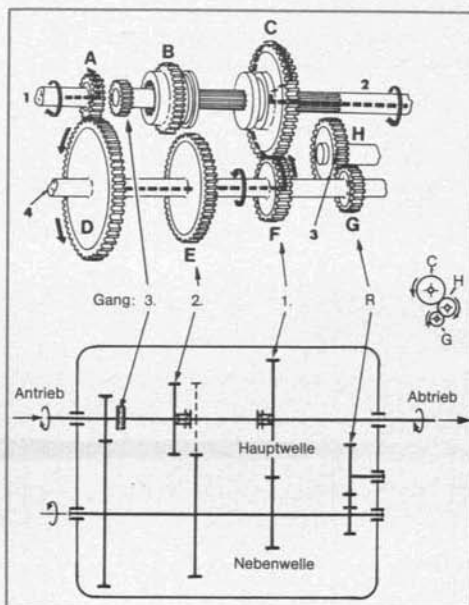 C
B
A
1
2
H
3
4
D
E
F
G
Gang: 3. 2. 1. R
C
H
G
Antrieb
Abtrieb
Hauptwelle
Nebenwelle